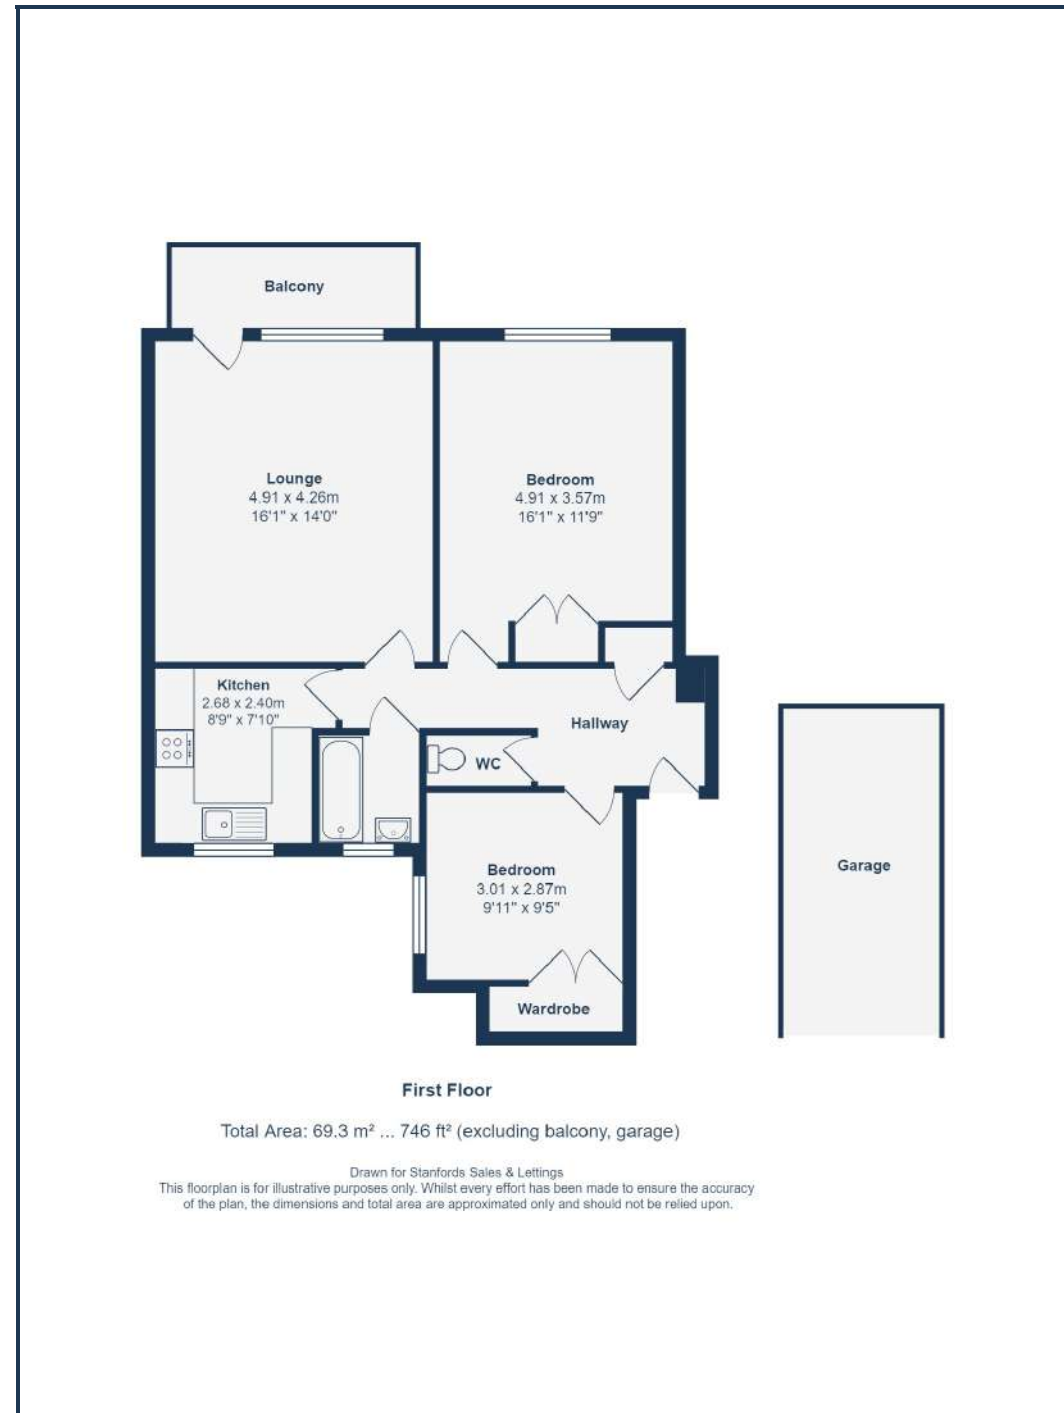 Balcony
Lounge
4.91 x 4.26m
16'1" x 14'0"
Bedroom
4.91 x 3.57m
16'1" x 11'9"
Kitchen
2.68 x 2.40m
8'9" x 7'10"
Hallway
WC
Bedroom
3.01 x 2.87m
9'11" x 9'5"
Wardrobe
Garage
First Floor
Total Area: 69.3 m² ... 746 ft² (excluding balcony, garage)
Drawn for Stanfords Sales & Lettings
This floorplan is for illustrative purposes only. Whilst every effort has been made to ensure the accuracy
of the plan, the dimensions and total area are approximated only and should not be relied upon.